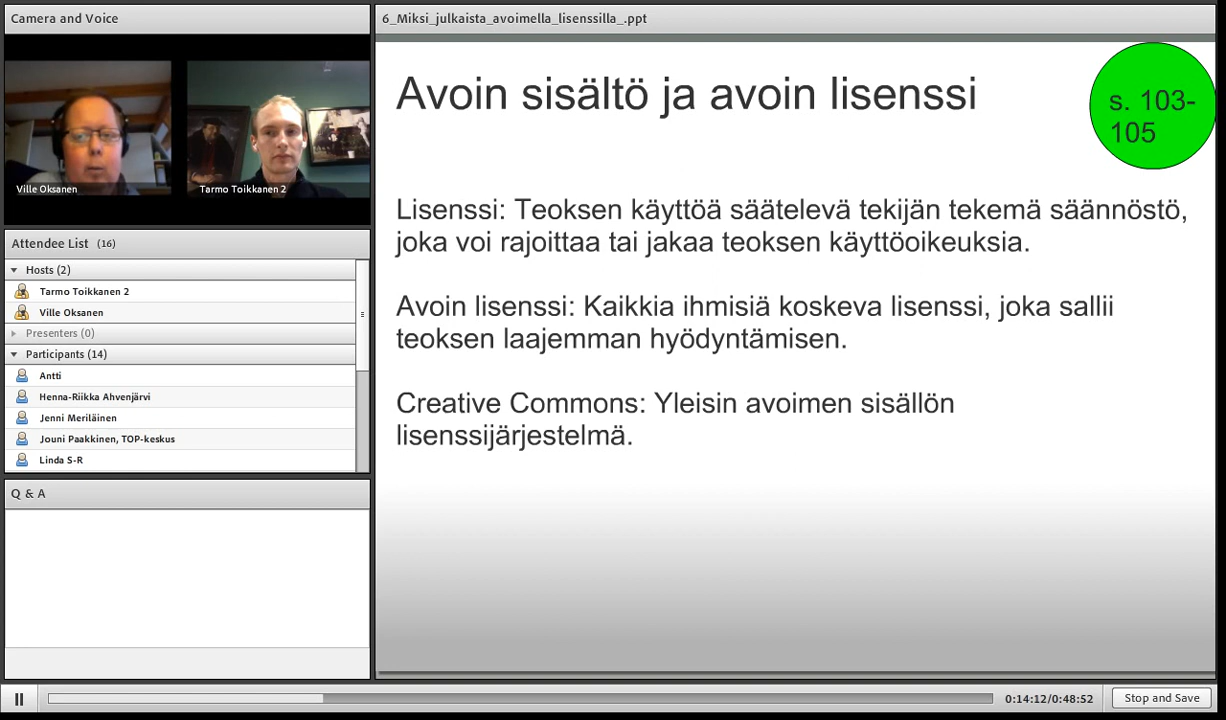 Camera and Voice
Ville Oksanen
Tarmo Toikkanen 2
Attendee List (16)
Hosts (2)
Tarmo Toikkanen 2
Ville Oksanen
Presenters (0)
Participants (14)
Antti
Henna-Riikka Ahvenjärvi
Jenni Meriläinen
Jouni Paakkinen, TOP-keskus
Linda S-R
Q & A
6_Miksi_julkaista_avoimella_lisenssilla_.ppt
Avoin sisältö ja avoin lisenssi
s. 103-
105
Lisenssi: Teoksen käyttöä säätelevä tekijän tekemä säännöstö,
joka voi rajoittaa tai jakaa teoksen käyttöoikeuksia.
Avoin lisenssi: Kaikkia ihmisiä koskeva lisenssi, joka sallii
teoksen laajemman hyödyntämisen.
Creative Commons: Yleisin avoimen sisällön
lisenssijärjestelmä.
0:14:12/0:48:52
Stop and Save